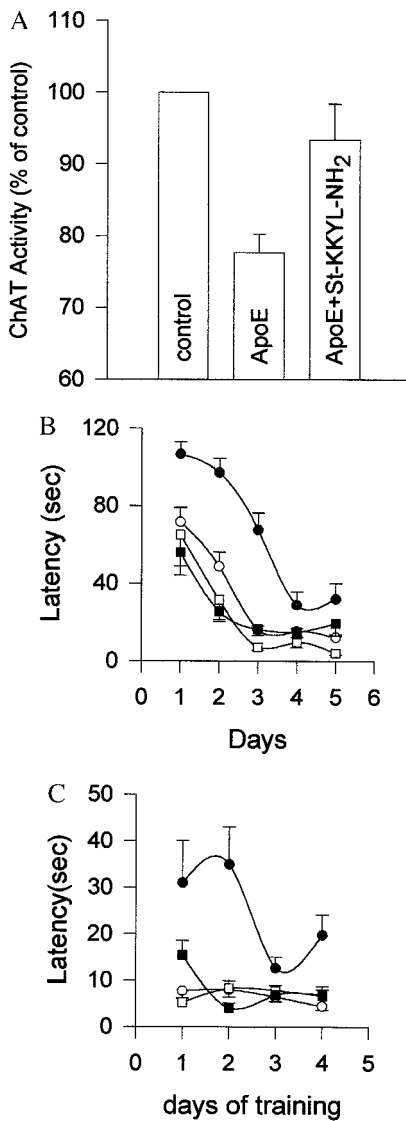 A
ChAT Activity (% of control)
110
100
90
80
70
60
control
ApoE
ApoE+St-KKYL-NH2
B
Latency (sec)
120
80
40
0
0 1 2 3 4 5 6
Days
C
Latency(sec)
50
40
30
20
10
0
0 1 2 3 4 5
days of training